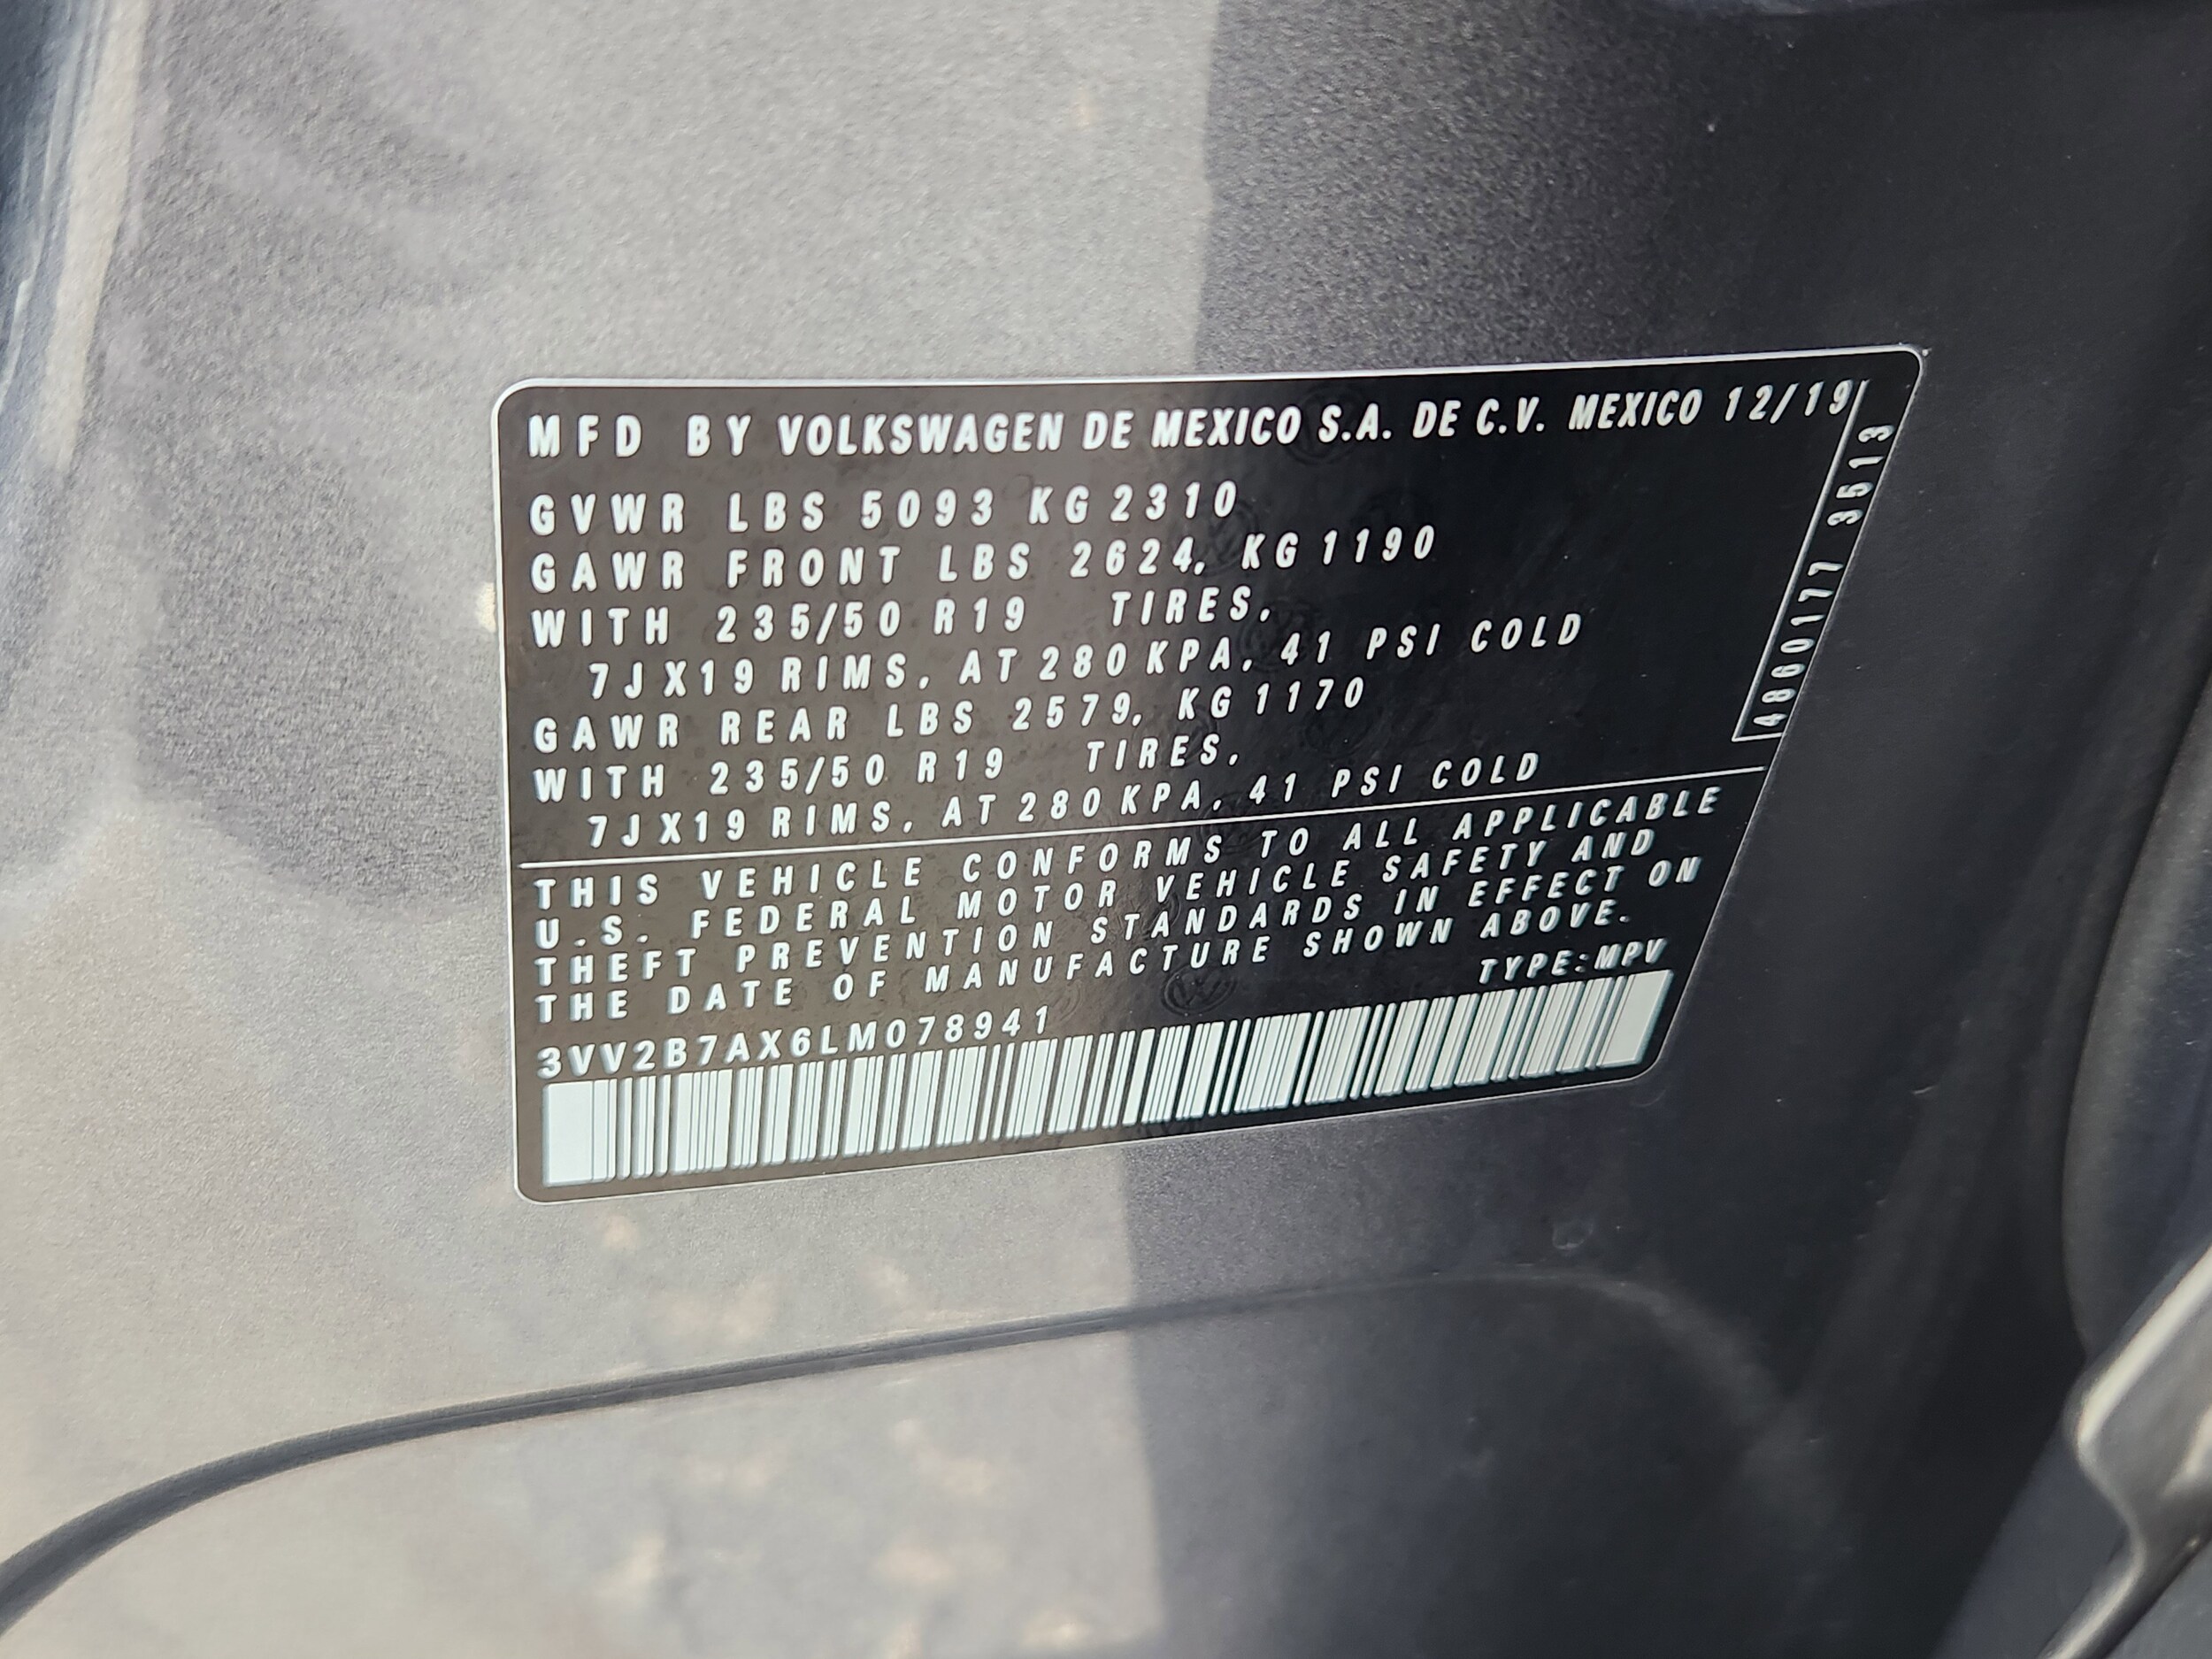 MFD BY VOLKSWAGEN DE MEXICO S.A. DE C.V. MEXICO 12/19
GVWR LBS 5093 KG 2310
GAWR FRONT LBS 2624, KG 1190
WITH 235/50 R19 TIRES,
7JX19 RIMS, AT 280 KPA, 41 PSI COLD
GAWR REAR LBS 2579, KG 1170
WITH 235/50 R19 TIRES,
7JX19 RIMS, AT 280 KPA, 41 PSI COLD
4860177 3513
THIS VEHICLE CONFORMS TO ALL APPLICABLE
U.S. FEDERAL MOTOR VEHICLE SAFETY AND
THEFT PREVENTION STANDARDS IN EFFECT ON
THE DATE OF MANUFACTURE SHOWN ABOVE.
TYPE:MPV
3VV2B7AX6LM078941